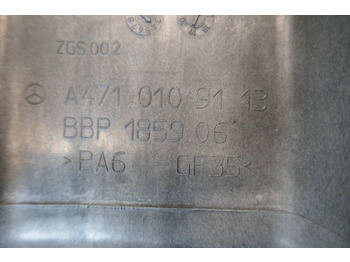 ZGS 002
A471 010 91 13
BBP 1859 06
>PA6 GF35<